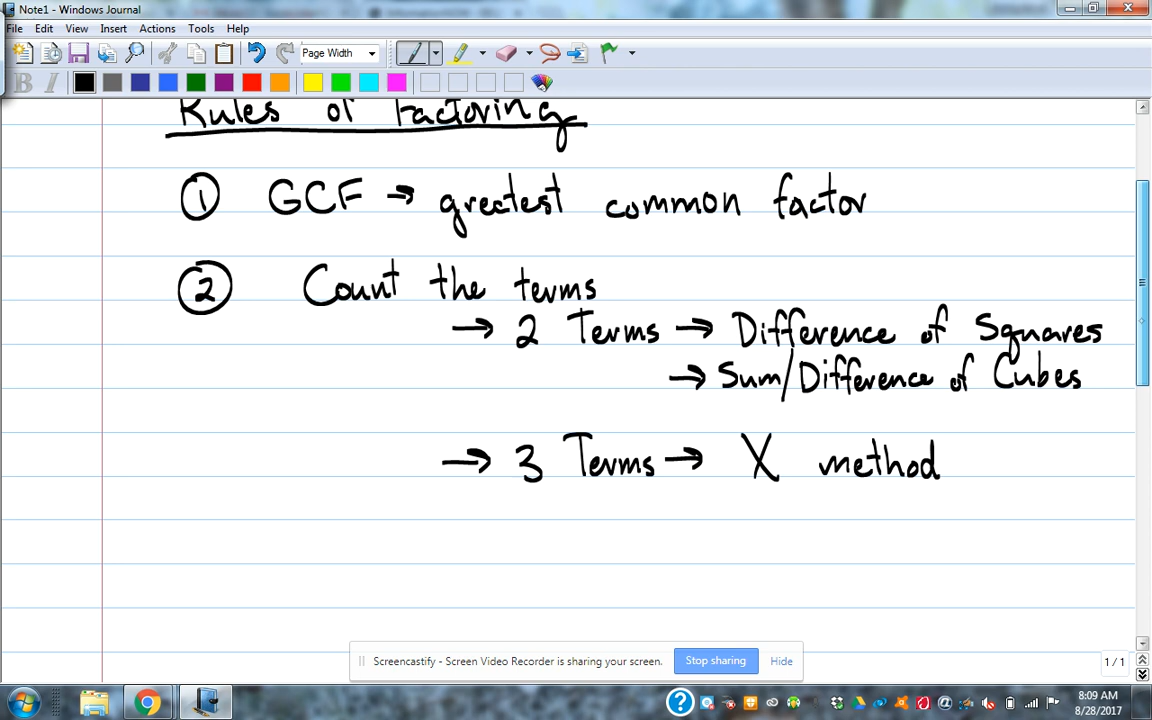 Note1 - Windows Journal
File Edit View Insert Actions Tools Help
Page Width
B I
Rules of Factoring
① GCF → greatest common factor
② Count the terms
→ 2 Terms → Difference of Squares
→ Sum/Difference of Cubes
→ 3 Terms → X method
Screencastify - Screen Video Recorder is sharing your screen. Stop sharing Hide
1 / 1
8:09 AM
8/28/2017